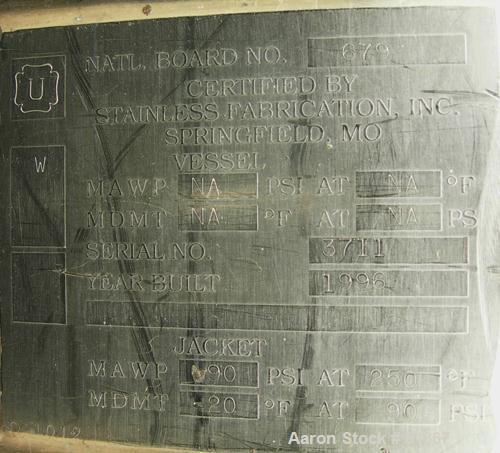 NATL. BOARD NO. 679
U
CERTIFIED BY
STAINLESS FABRICATION, INC.
SPRINGFIELD, MO
W
VESSEL
MAWP NA PSI AT NA °F
MDMT NA °F AT NA PSI
SERIAL NO. 3711
YEAR BUILT 1996
JACKET
MAWP 90 PSI AT 250 °F
MDMT -20 °F AT 90 PSI
Aaron Stock